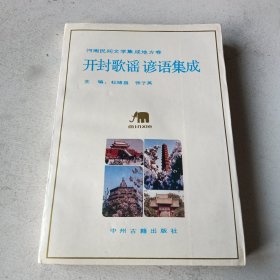 河南民间文学集成地方卷
开封歌谣 谚语集成
主编
minxie
中州古籍出版社